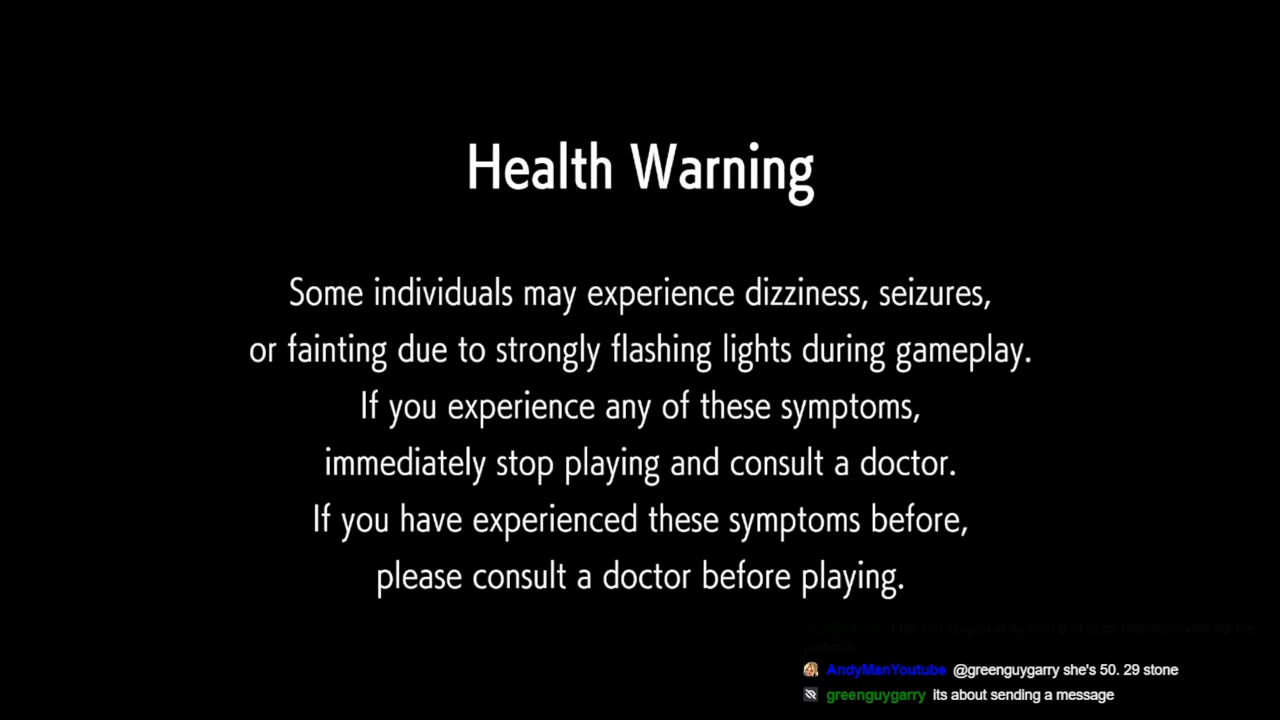 Health Warning
Some individuals may experience dizziness, seizures,
or fainting due to strongly flashing lights during gameplay.
If you experience any of these symptoms,
immediately stop playing and consult a doctor.
If you have experienced these symptoms before,
please consult a doctor before playing.
AndyManYoutube @greenguygarry she's 50. 29 stone
greenguygarry its about sending a message